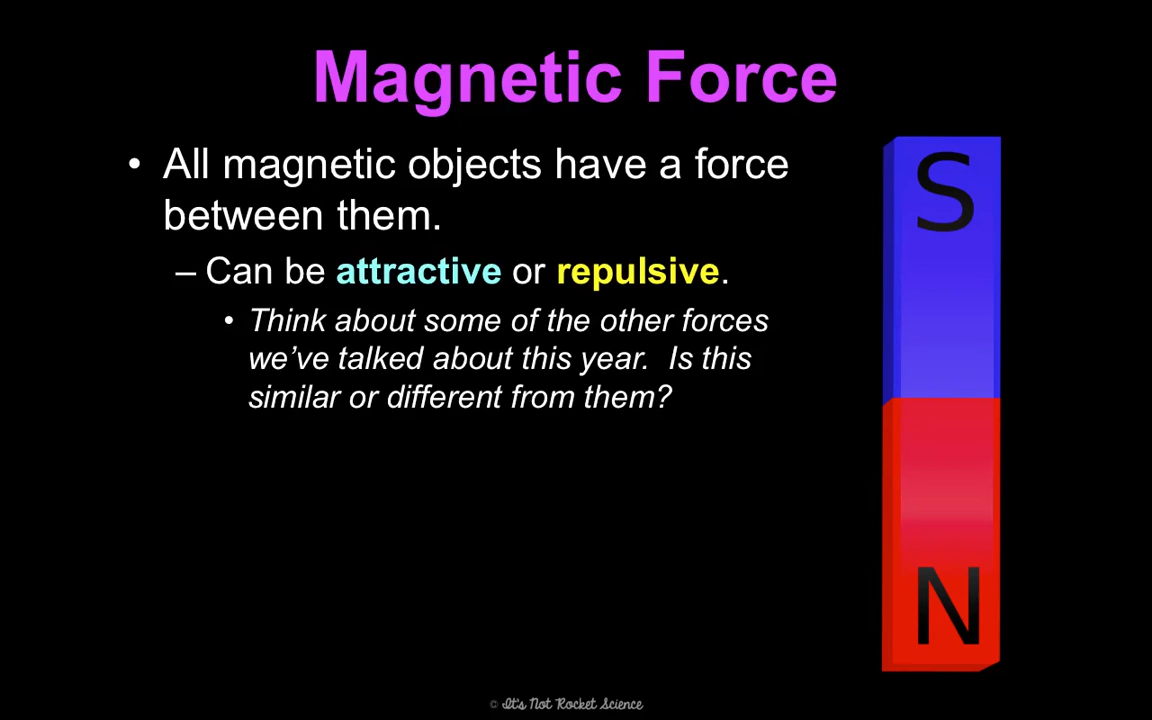 Magnetic Force
• All magnetic objects have a force
between them.
– Can be attractive or repulsive.
• Think about some of the other forces
we’ve talked about this year.  Is this
similar or different from them?
S
N
© It's Not Rocket Science